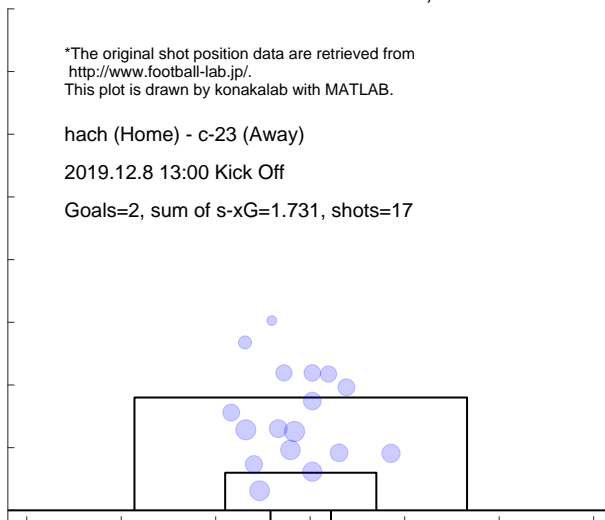 *The original shot position data are retrieved from
http://www.football-lab.jp/.
This plot is drawn by konakalab with MATLAB.
hach (Home) - c-23 (Away)
2019.12.8 13:00 Kick Off
Goals=2, sum of s-xG=1.731, shots=17